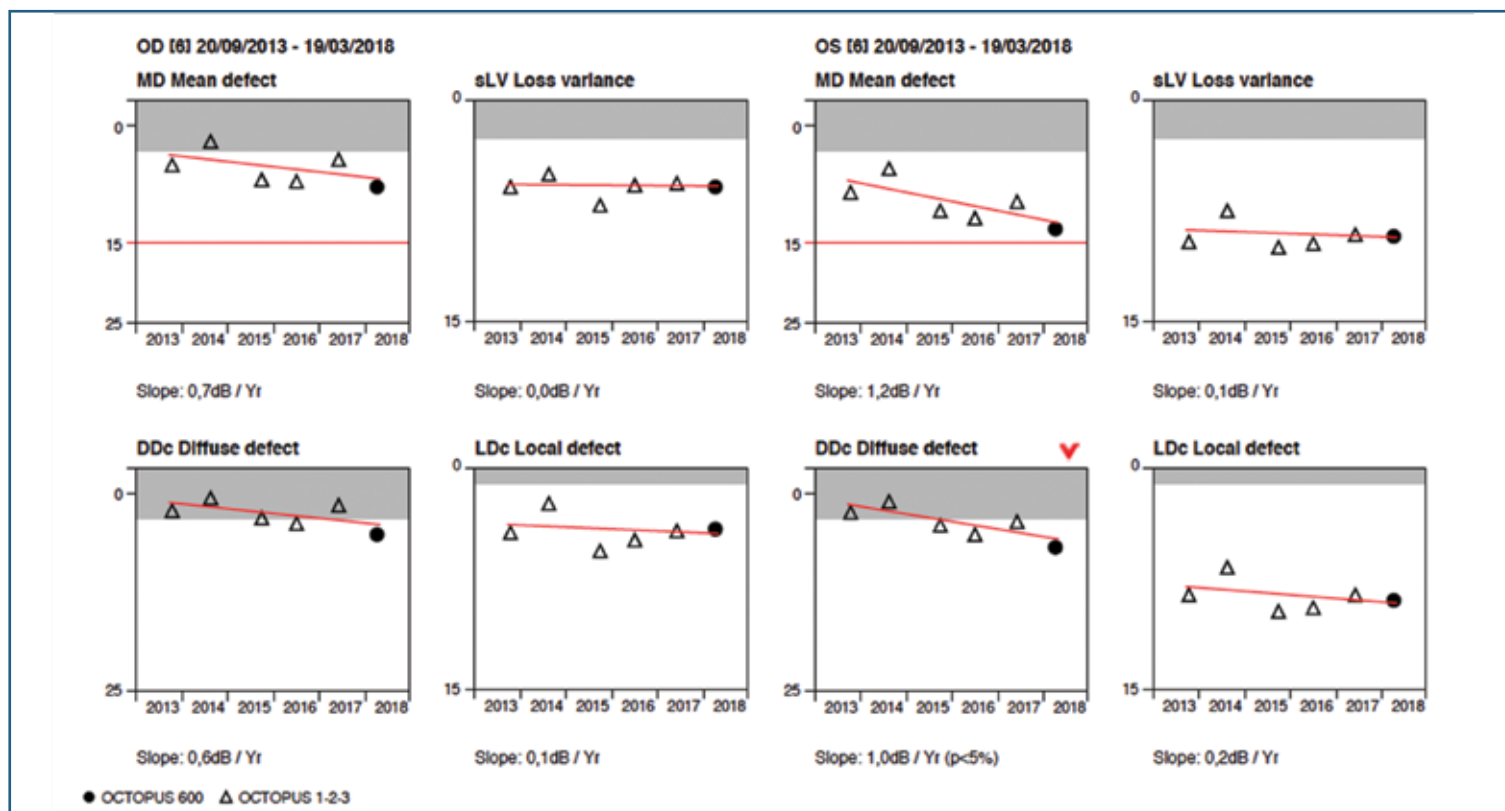 OD [6] 20/09/2013 - 19/03/2018
MD Mean defect
0
15
25
2013 2014 2015 2016 2017 2018
Slope: 0,7dB / Yr
sLV Loss variance
0
15
2013 2014 2015 2016 2017 2018
Slope: 0,0dB / Yr
OS [6] 20/09/2013 - 19/03/2018
MD Mean defect
0
15
25
2013 2014 2015 2016 2017 2018
Slope: 1,2dB / Yr
sLV Loss variance
0
15
2013 2014 2015 2016 2017 2018
Slope: 0,1dB / Yr
DDc Diffuse defect
0
25
2013 2014 2015 2016 2017 2018
Slope: 0,6dB / Yr
LDc Local defect
0
15
2013 2014 2015 2016 2017 2018
Slope: 0,1dB / Yr
DDc Diffuse defect
0
25
2013 2014 2015 2016 2017 2018
Slope: 1,0dB / Yr (p<5%)
LDc Local defect
0
15
2013 2014 2015 2016 2017 2018
Slope: 0,2dB / Yr
OCTOPUS 600 OCTOPUS 1-2-3